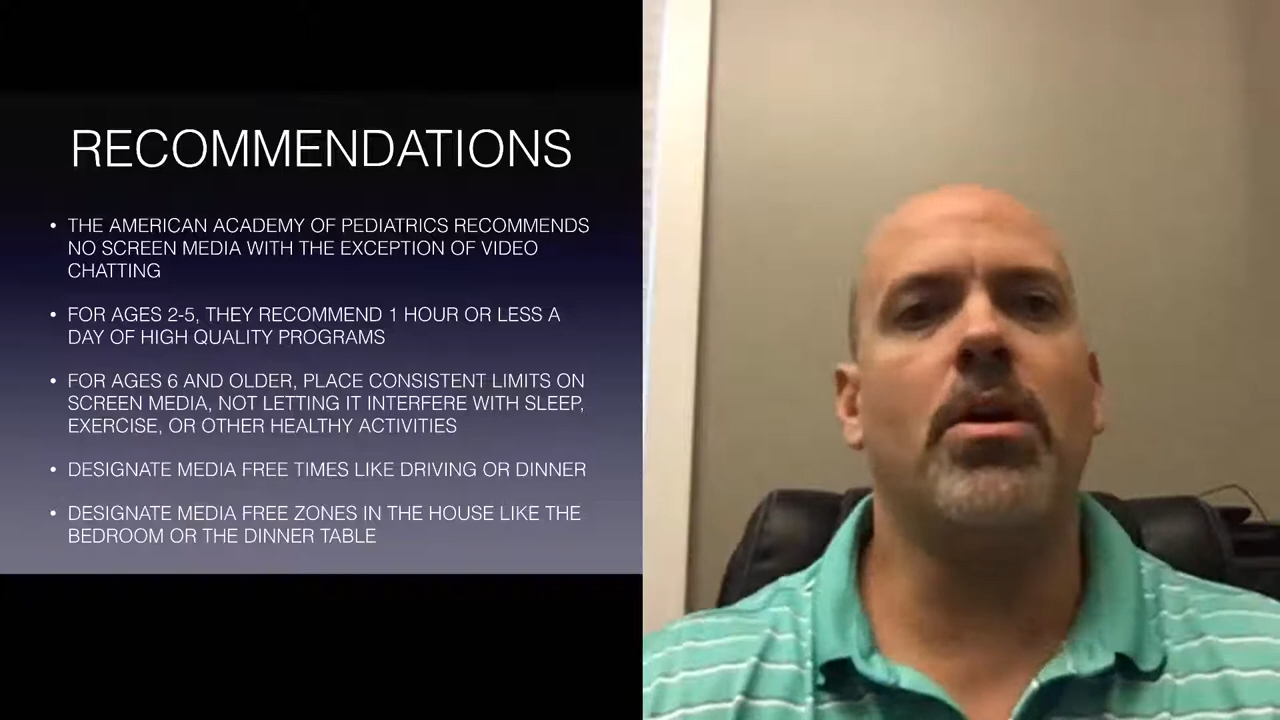 RECOMMENDATIONS
• THE AMERICAN ACADEMY OF PEDIATRICS RECOMMENDS
NO SCREEN MEDIA WITH THE EXCEPTION OF VIDEO
CHATTING
• FOR AGES 2-5, THEY RECOMMEND 1 HOUR OR LESS A
DAY OF HIGH QUALITY PROGRAMS
• FOR AGES 6 AND OLDER, PLACE CONSISTENT LIMITS ON
SCREEN MEDIA, NOT LETTING IT INTERFERE WITH SLEEP,
EXERCISE, OR OTHER HEALTHY ACTIVITIES
• DESIGNATE MEDIA FREE TIMES LIKE DRIVING OR DINNER
• DESIGNATE MEDIA FREE ZONES IN THE HOUSE LIKE THE
BEDROOM OR THE DINNER TABLE